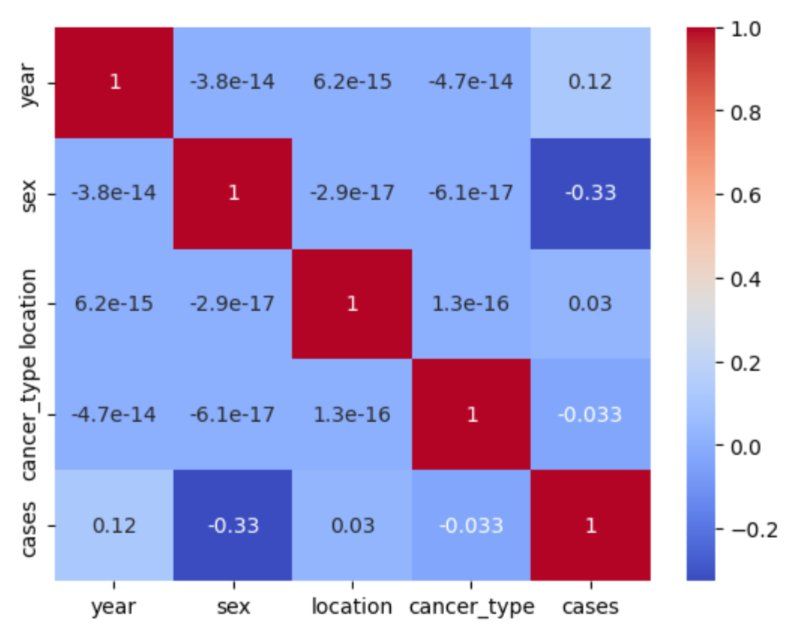 year 1 -3.8e-14 6.2e-15 -4.7e-14 0.12
sex -3.8e-14 1 -2.9e-17 -6.1e-17 -0.33
location 6.2e-15 -2.9e-17 1 1.3e-16 0.03
cancer_type -4.7e-14 -6.1e-17 1.3e-16 1 -0.033
cases 0.12 -0.33 0.03 -0.033 1
year sex location cancer_type cases
1.0
0.8
0.6
0.4
0.2
0.0
−0.2